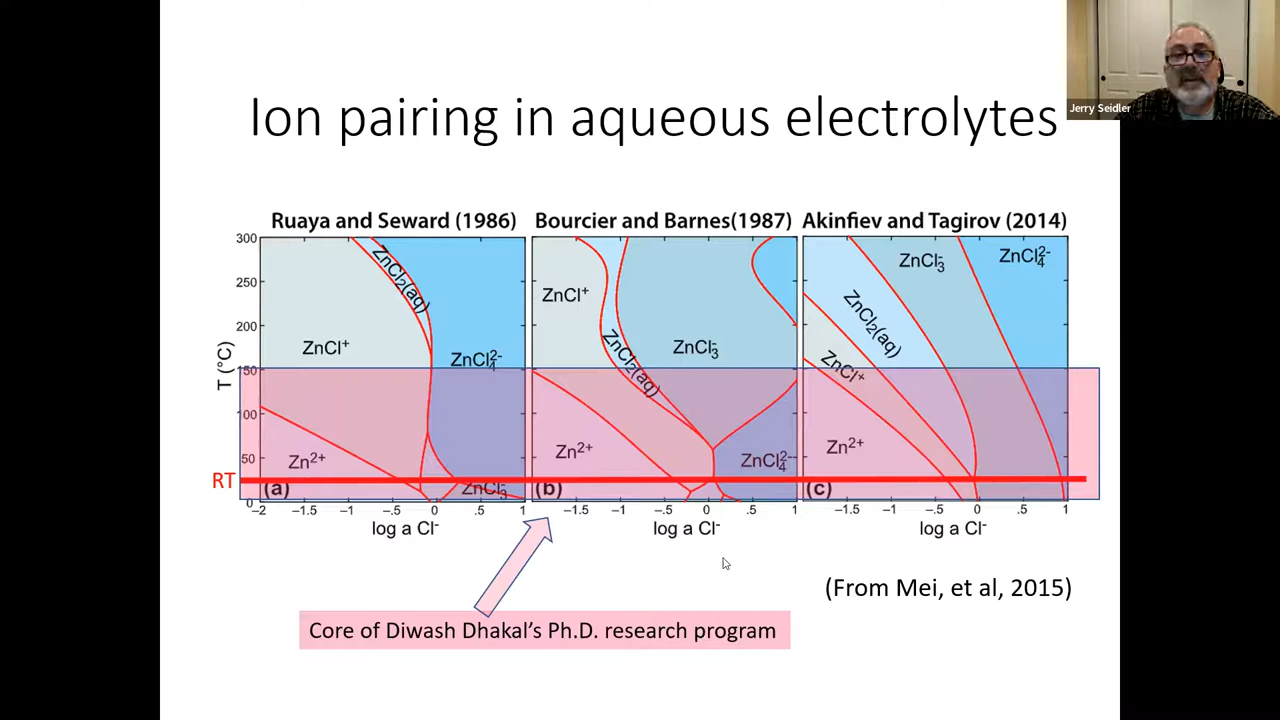 Jerry Seidler
Ion pairing in aqueous electrolytes
Ruaya and Seward (1986) Bourcier and Barnes(1987) Akinfiev and Tagirov (2014)
300
250
200
150
100
50
0
T (°C)
RT
ZnCl₂(aq)
ZnCl⁺
ZnCl₄²⁻
Zn²⁺
ZnCl₃⁻
(a)
−2 −1.5 −1 −0.5 0 .5 1
log a Cl⁻
ZnCl⁺
ZnCl₂(aq)
ZnCl₃⁻
Zn²⁺
ZnCl₄²⁻
(b)
−1.5 −1 −0.5 0 .5 1
log a Cl⁻
ZnCl₃⁻
ZnCl₄²⁻
ZnCl₂(aq)
ZnCl⁺
Zn²⁺
(c)
−1.5 −1 −0.5 0 .5 1
log a Cl⁻
(From Mei, et al, 2015)
Core of Diwash Dhakal’s Ph.D. research program